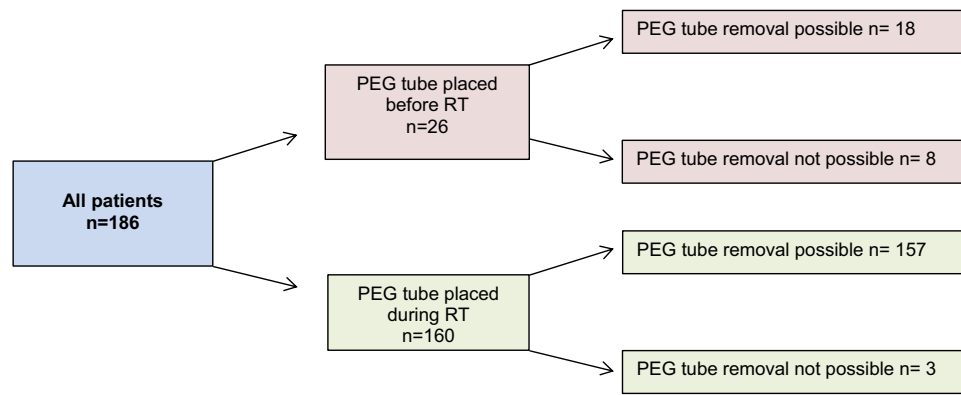 All patients
n=186
PEG tube placed
before RT
n=26
PEG tube removal possible n= 18
PEG tube removal not possible n= 8
PEG tube placed
during RT
n=160
PEG tube removal possible n= 157
PEG tube removal not possible n= 3